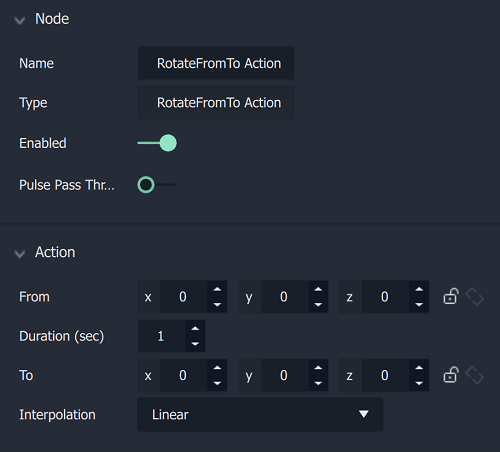 Node
Name RotateFromTo Action
Type RotateFromTo Action
Enabled
Pulse Pass Thr...
Action
From x 0 y 0 z 0
Duration (sec) 1
To x 0 y 0 z 0
Interpolation Linear